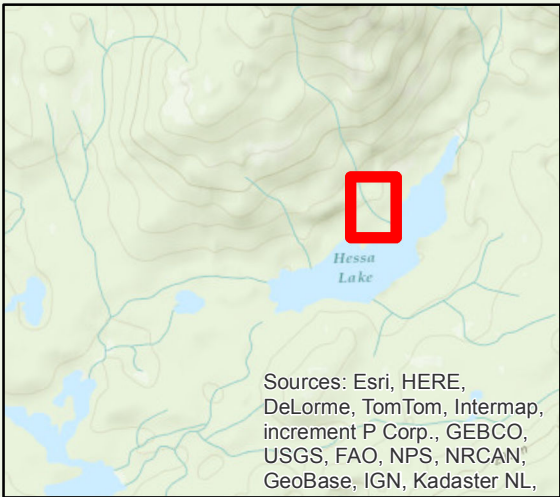 Hessa
Lake
Sources: Esri, HERE,
DeLorme, TomTom, Intermap,
increment P Corp., GEBCO,
USGS, FAO, NPS, NRCAN,
GeoBase, IGN, Kadaster NL,